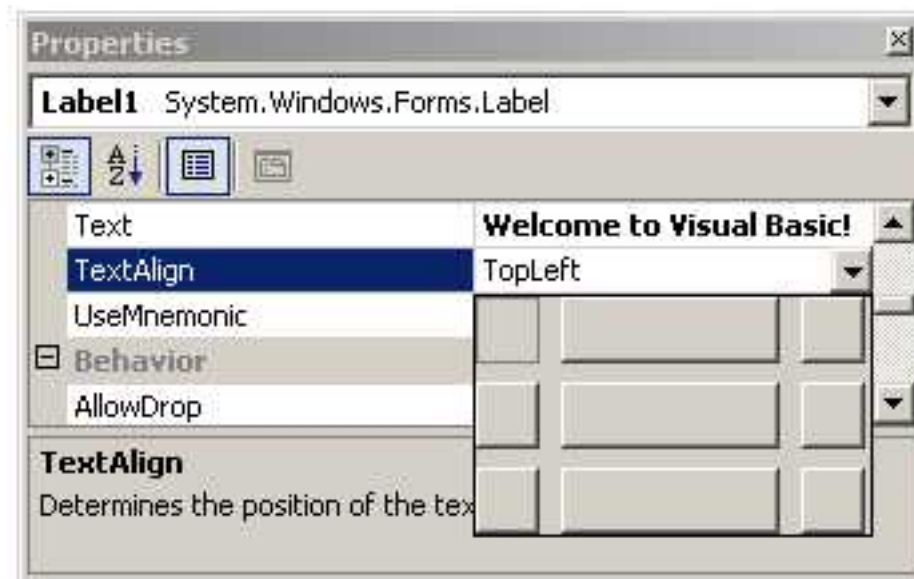 Properties
Label1 System.Windows.Forms.Label
A
Z
Text Welcome to Visual Basic!
TextAlign TopLeft
UseMnemonic
Behavior
AllowDrop
TextAlign
Determines the position of the tex